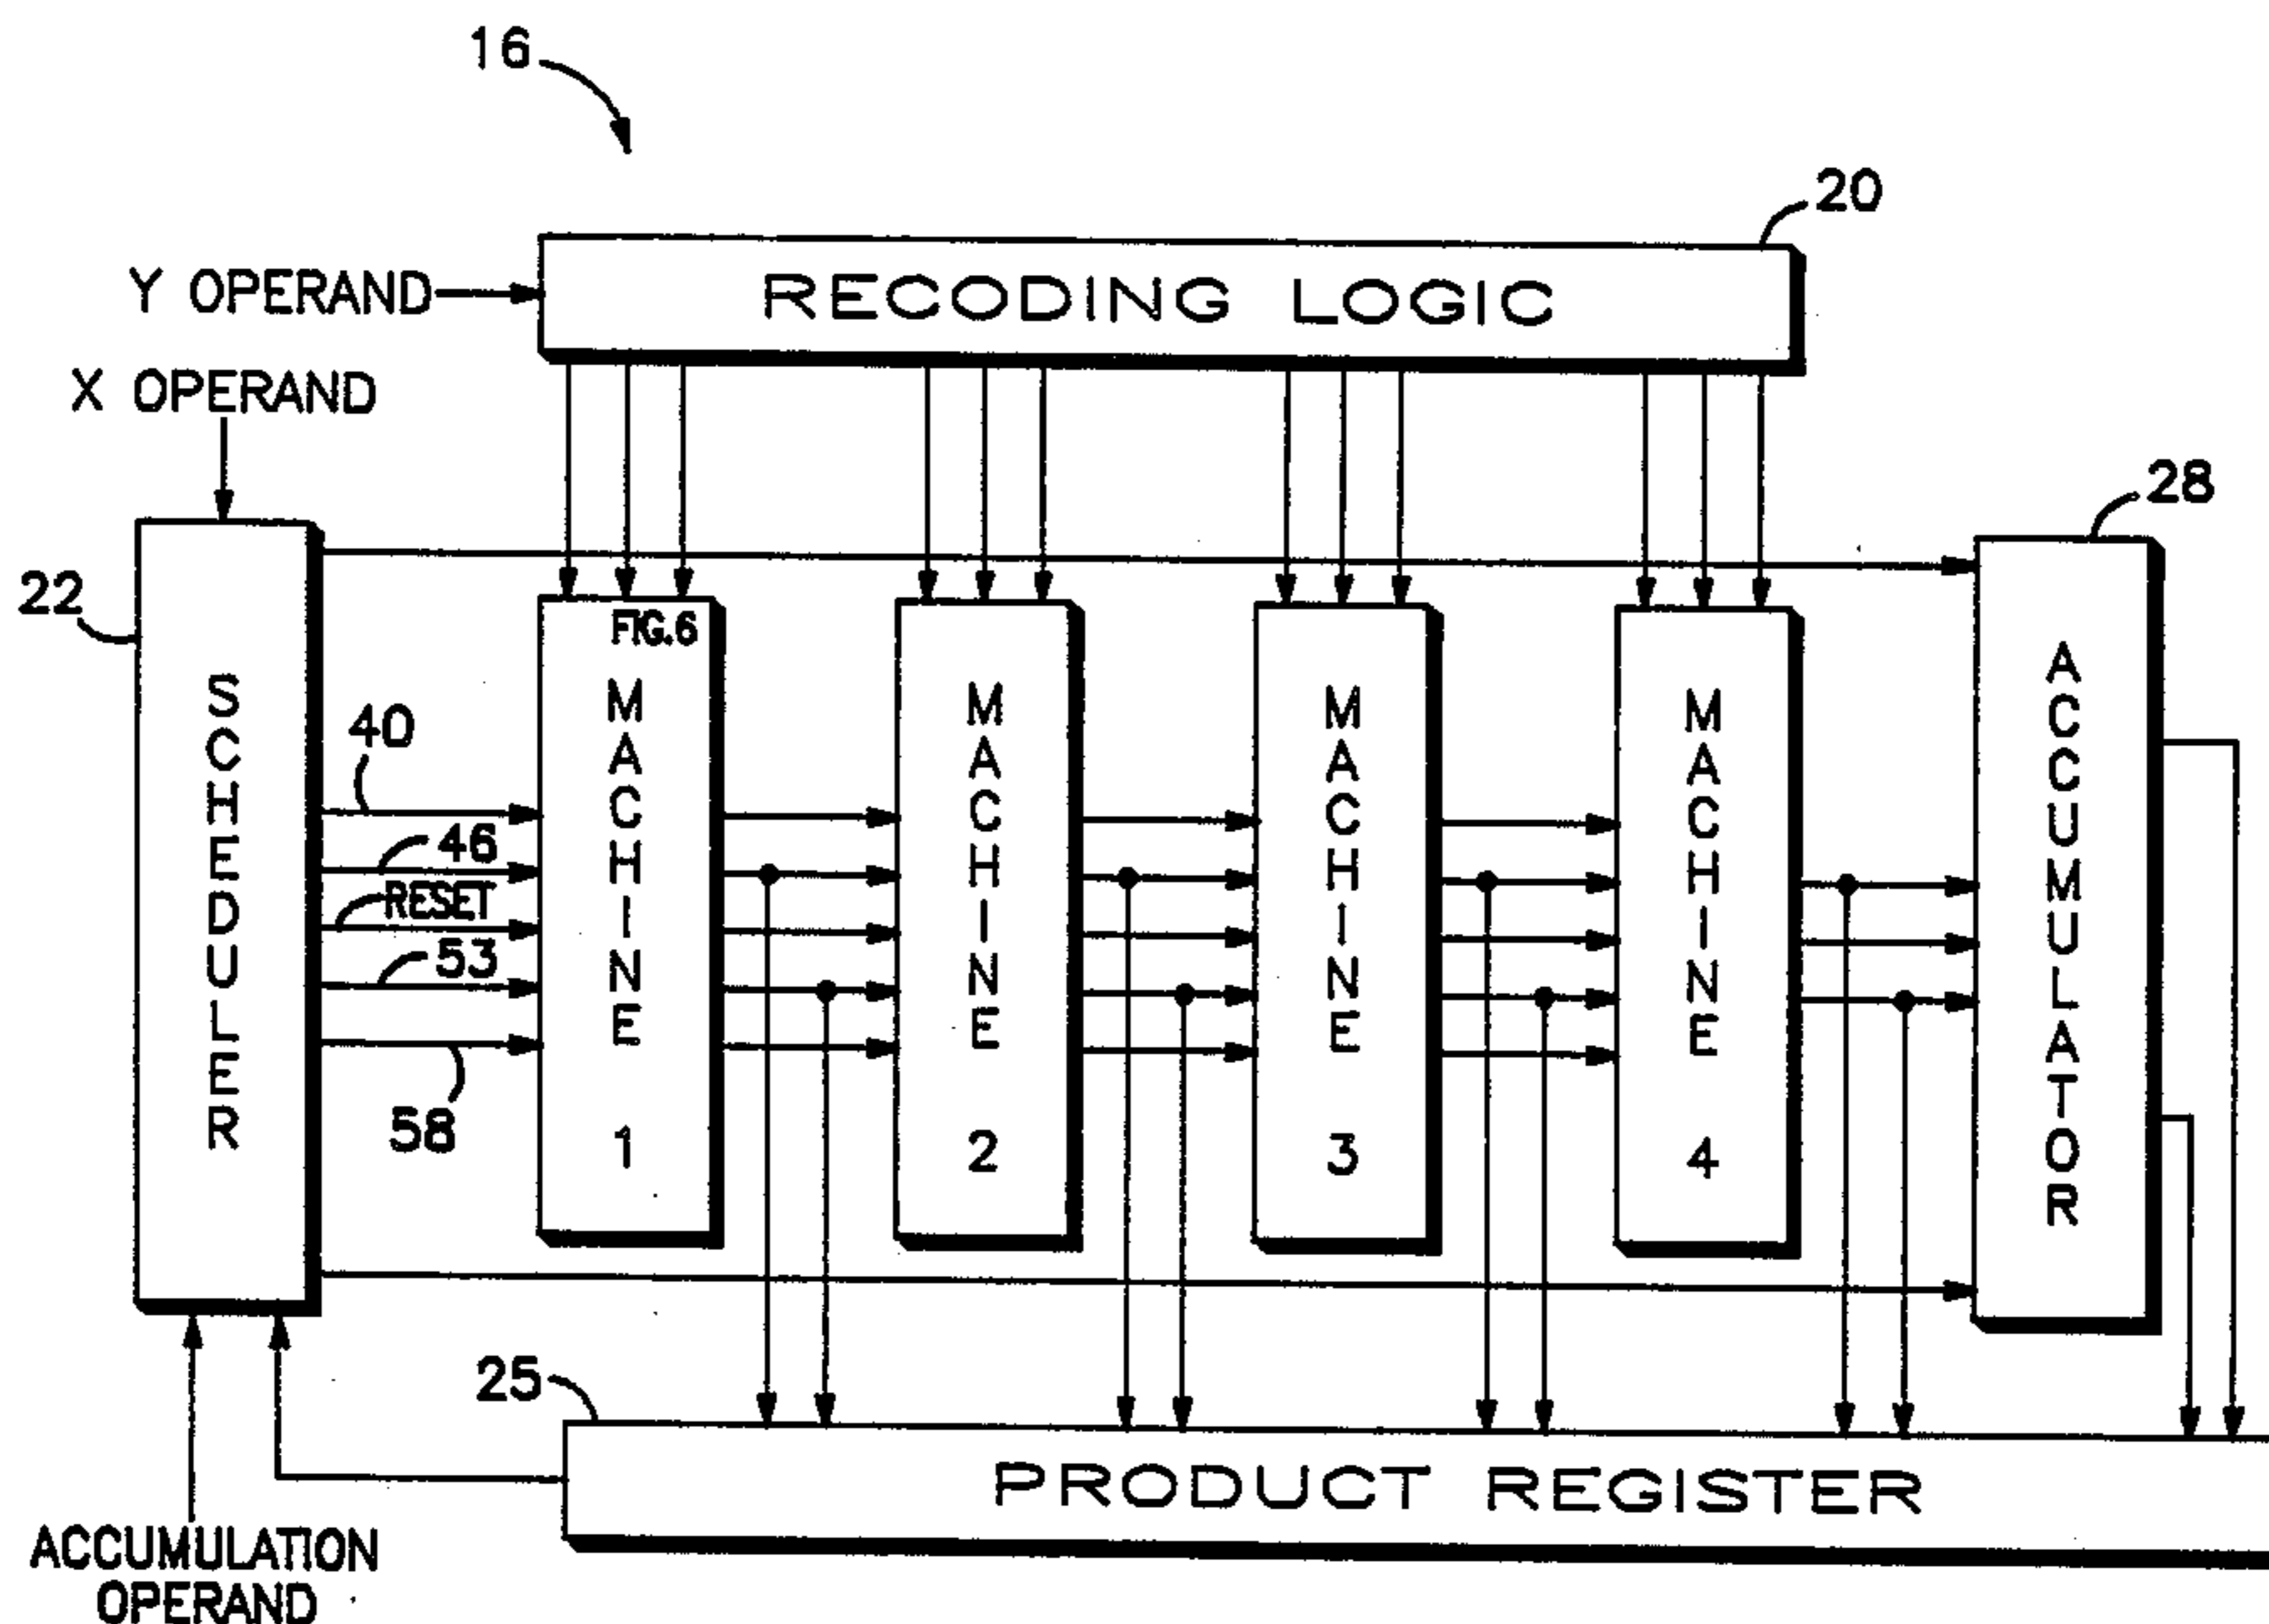 16
20
Y OPERAND
RECODING LOGIC
X OPERAND
28
22
FIG.6
SCHEDULER
40
46
RESET
53
58
MACHINE 1
MACHINE 2
MACHINE 3
MACHINE 4
ACCUMULATOR
25
PRODUCT REGISTER
ACCUMULATION
OPERAND